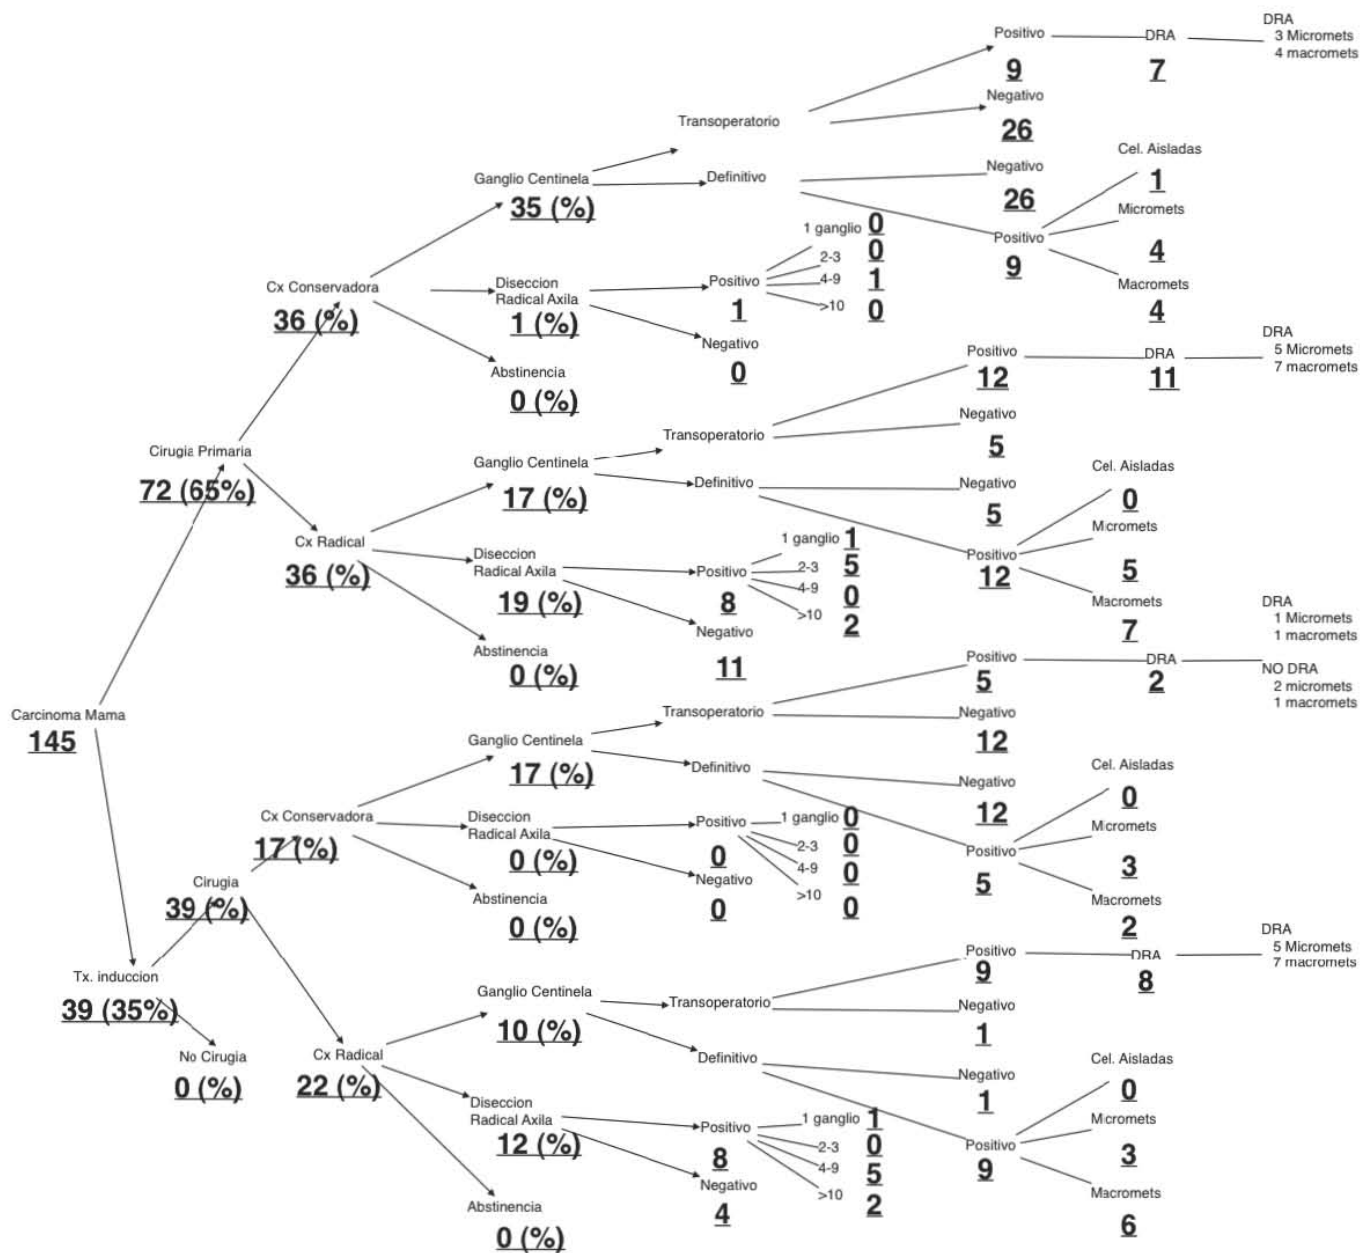 DRA
3 Micromets
4 macromets
Positivo
DRA
9
7
Negativo
26
Transoperatorio
Cel. Aisladas
1
Ganglio Centinela
35 (%)
Definitivo
Negativo
26
Micromets
4
Positivo
9
Macromets
4
1 ganglio 0
2-3 0
4-9 1
>10 0
Cx Conservadora
36 (%)
Diseccion
Radical Axila
1 (%)
Positivo
1
Negativo
0
Abstinencia
0 (%)
DRA
5 Micromets
7 macromets
Positivo
DRA
12
11
Negativo
5
Transoperatorio
Cirugia Primaria
72 (65%)
Ganglio Centinela
17 (%)
Definitivo
Negativo
5
Cel. Aisladas
0
Micromets
5
Positivo
12
Macromets
7
Cx Radical
36 (%)
Diseccion
Radical Axila
19 (%)
Positivo
8
1 ganglio 1
2-3 5
4-9 0
>10 2
Negativo
11
Abstinencia
0 (%)
DRA
1 Micromets
1 macromets
NO DRA
2 micromets
1 macromets
Positivo
DRA
5
2
Negativo
12
Transoperatorio
Carcinoma Mama
145
Ganglio Centinela
17 (%)
Definitivo
Negativo
12
Cel. Aisladas
0
Micromets
3
Positivo
5
Macromets
2
Cx Conservadora
17 (%)
Diseccion
Radical Axila
0 (%)
Positivo
0
1 ganglio 0
2-3 0
4-9 0
>10 0
Negativo
0
Abstinencia
0 (%)
Cirugia
39 (%)
DRA
5 Micromets
7 macromets
Positivo
DRA
9
8
Negativo
1
Tx. induccion
39 (35%)
Ganglio Centinela
10 (%)
Transoperatorio
Definitivo
Negativo
1
Cel. Aisladas
0
Micromets
3
Positivo
9
Macromets
6
No Cirugia
0 (%)
Cx Radical
22 (%)
Diseccion
Radical Axila
12 (%)
Positivo
8
1 ganglio 1
2-3 0
4-9 5
>10 2
Negativo
4
Abstinencia
0 (%)